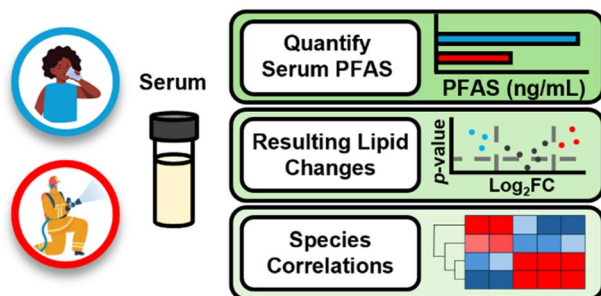 Serum
Quantify
Serum PFAS
PFAS (ng/mL)
Resulting Lipid
Changes
p-value
Log₂FC
Species
Correlations